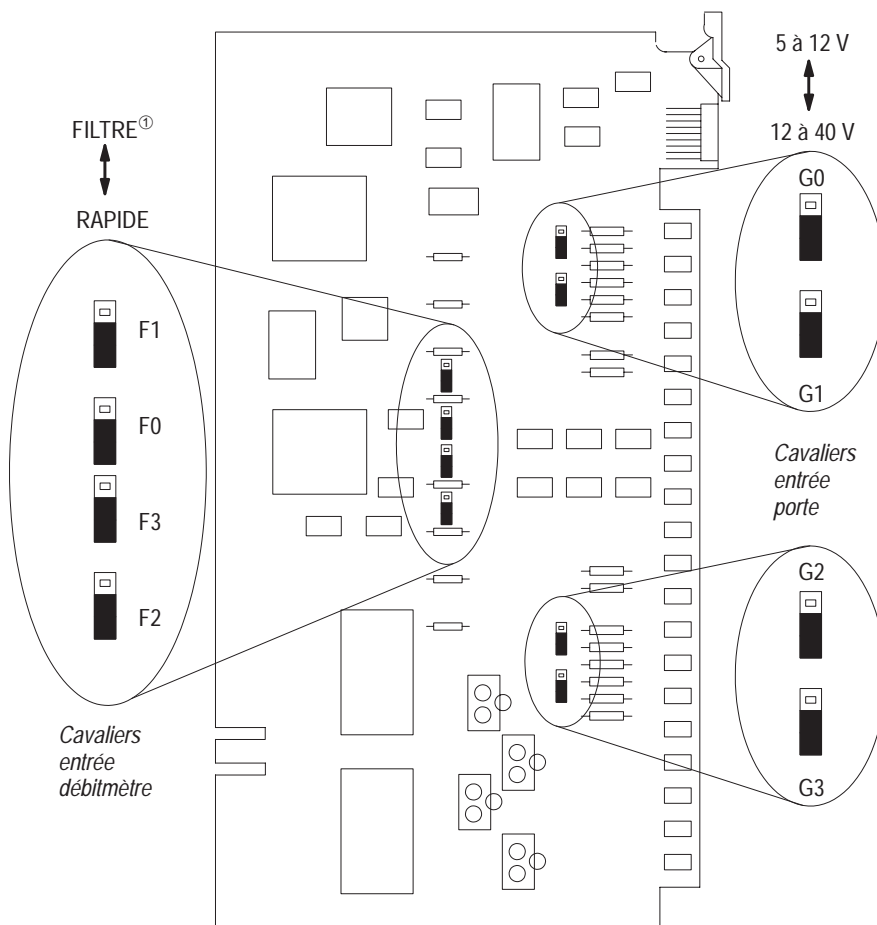 FILTRE①
RAPIDE
F1
F0
F3
F2
Cavaliers
entrée
débitmètre
5 à 12 V
12 à 40 V
G0
G1
Cavaliers
entrée
porte
G2
G3